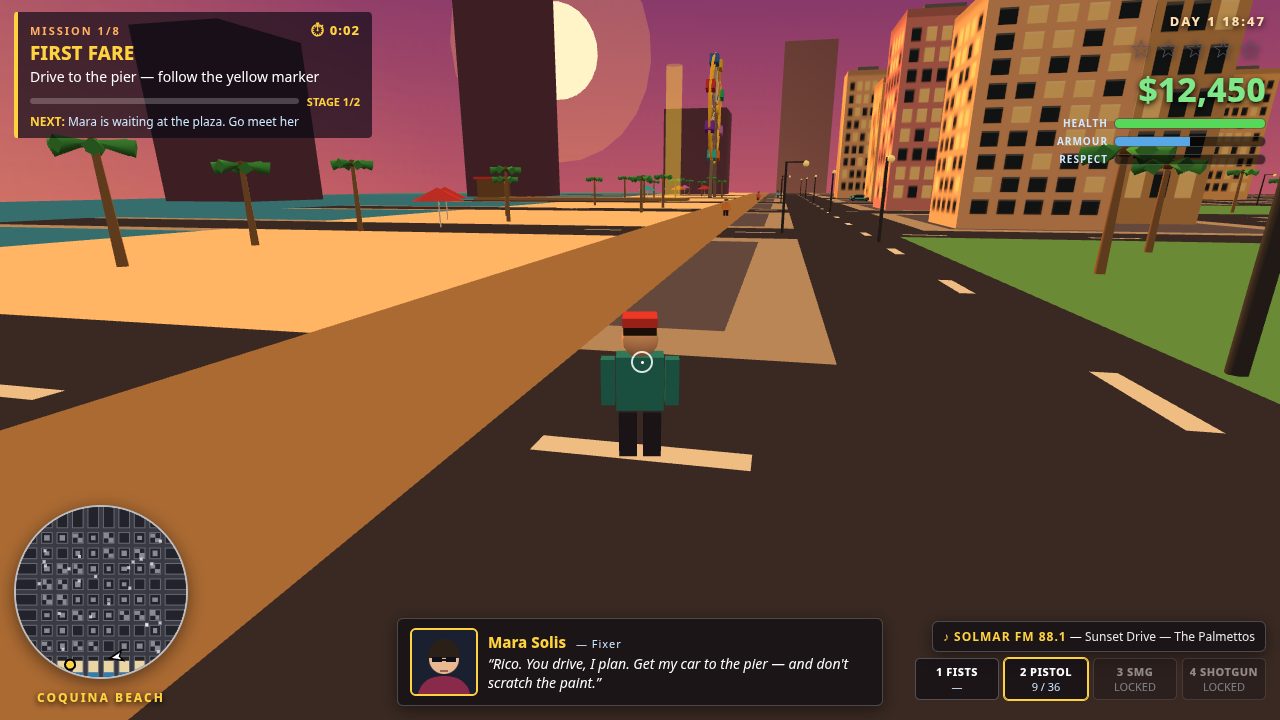 MISSION 1/8
⏱ 0:02
FIRST FARE
Drive to the pier — follow the yellow marker
STAGE 1/2
NEXT: Mara is waiting at the plaza. Go meet her
DAY 1 18:47
$12,450
HEALTH
ARMOUR
RESPECT
COQUINA BEACH
Mara Solis — Fixer
“Rico. You drive, I plan. Get my car to the pier — and don't
scratch the paint.”
♪ SOLMAR FM 88.1 — Sunset Drive — The Palmettos
1 FISTS
—
2 PISTOL
9 / 36
3 SMG
LOCKED
4 SHOTGUN
LOCKED